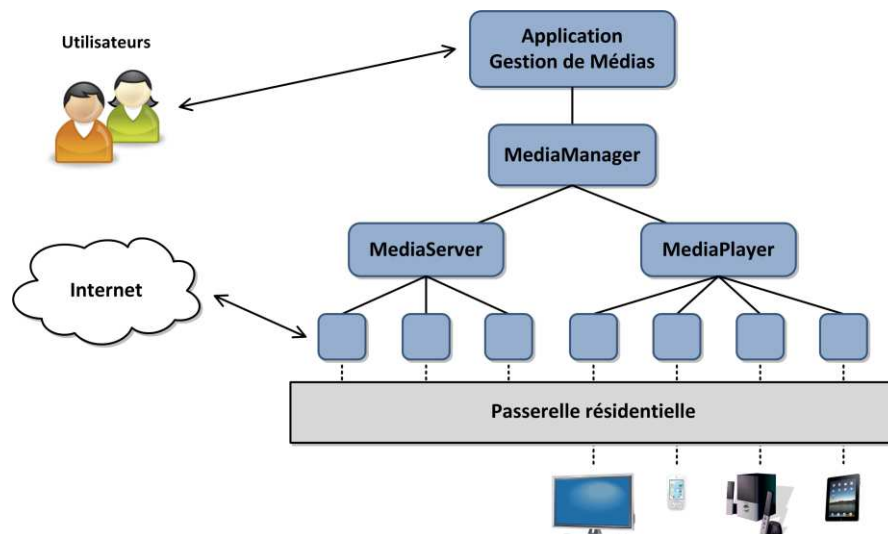 Utilisateurs
Application
Gestion de Médias
MediaManager
MediaServer
MediaPlayer
Internet
Passerelle résidentielle